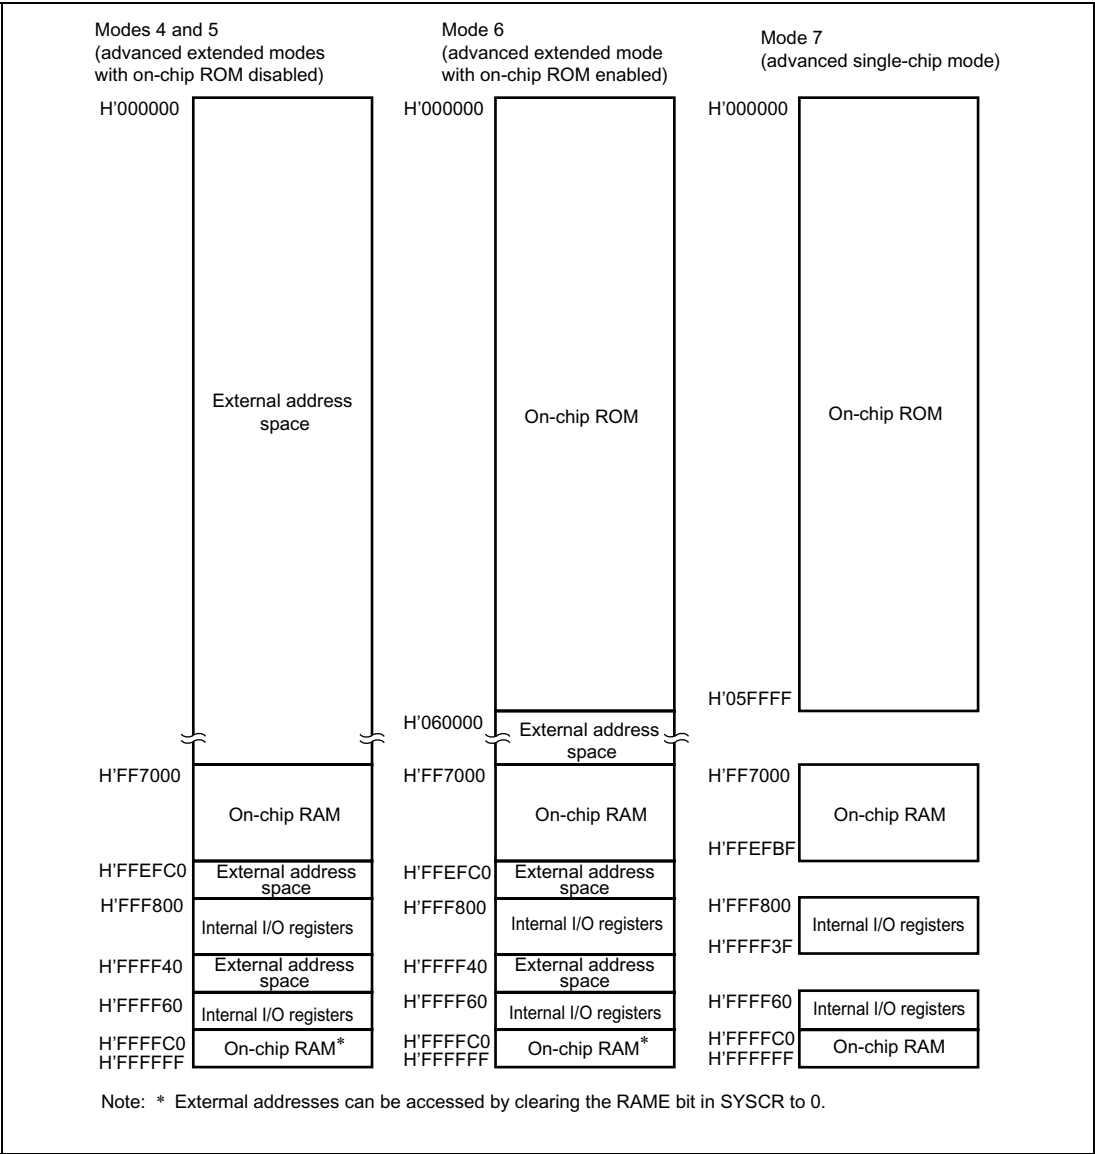 Modes 4 and 5
(advanced extended modes
with on-chip ROM disabled)
H'000000
External address
space
H'FF7000
On-chip RAM
H'FFEFC0
External address
space
H'FFF800
Internal I/O registers
H'FFFF40
External address
space
H'FFFF60
Internal I/O registers
H'FFFFC0
On-chip RAM*
H'FFFFFF
Mode 6
(advanced extended mode
with on-chip ROM enabled)
H'000000
On-chip ROM
H'060000
External address
space
H'FF7000
On-chip RAM
H'FFEFC0
External address
space
H'FFF800
Internal I/O registers
H'FFFF40
External address
space
H'FFFF60
Internal I/O registers
H'FFFFC0
On-chip RAM*
H'FFFFFF
Mode 7
(advanced single-chip mode)
H'000000
On-chip ROM
H'05FFFF
H'FF7000
On-chip RAM
H'FFEFBF
H'FFF800
Internal I/O registers
H'FFFF3F
H'FFFF60
Internal I/O registers
H'FFFFC0
On-chip RAM
H'FFFFFF
Note: * Extermal addresses can be accessed by clearing the RAME bit in SYSCR to 0.